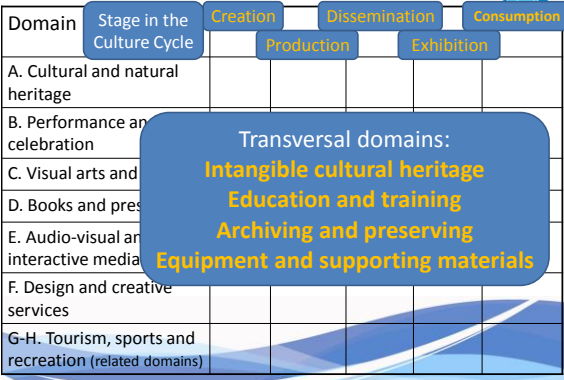 Domain
Stage in the
Culture Cycle
Creation
Production
Dissemination
Exhibition
Consumption
A. Cultural and natural
heritage
B. Performance an
celebration
C. Visual arts and
D. Books and pres
E. Audio-visual an
interactive media
F. Design and creative
services
G-H. Tourism, sports and
recreation (related domains)
Transversal domains:
Intangible cultural heritage
Education and training
Archiving and preserving
Equipment and supporting materials